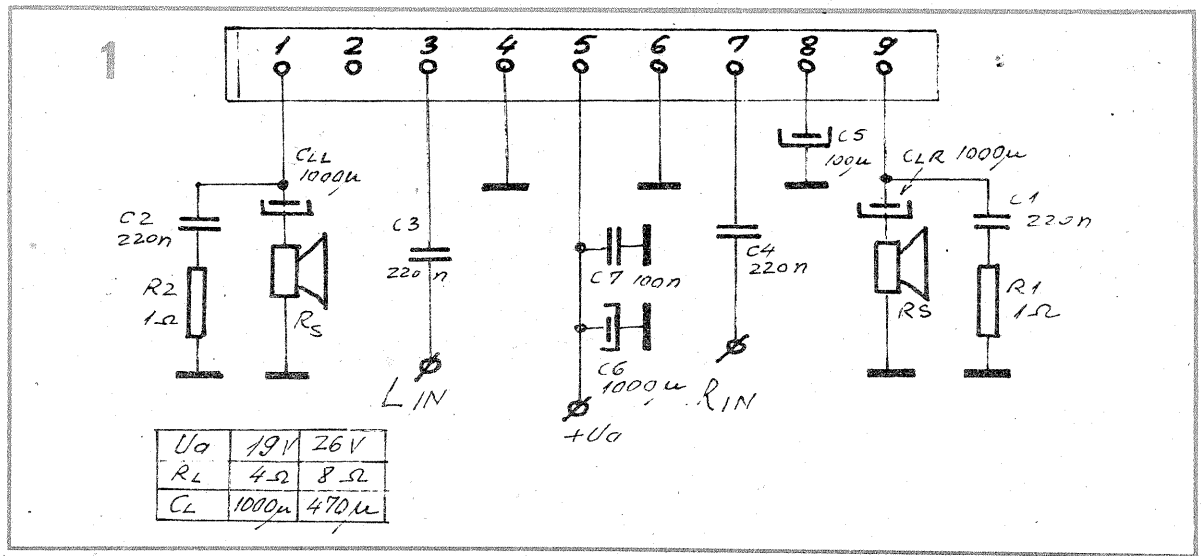 1
1 2 3 4 5 6 7 8 9
CLL
1000µ
C2
220n
R2
1Ω
RS
C3
220n
L IN
C7 100n
C6
1000µ
+Ua
C4
220n
R IN
C5
100µ
CLR 1000µ
RS
C1
220n
R1
1Ω
Ua 19V 26V
RL 4Ω 8Ω
CL 1000µ 470µ